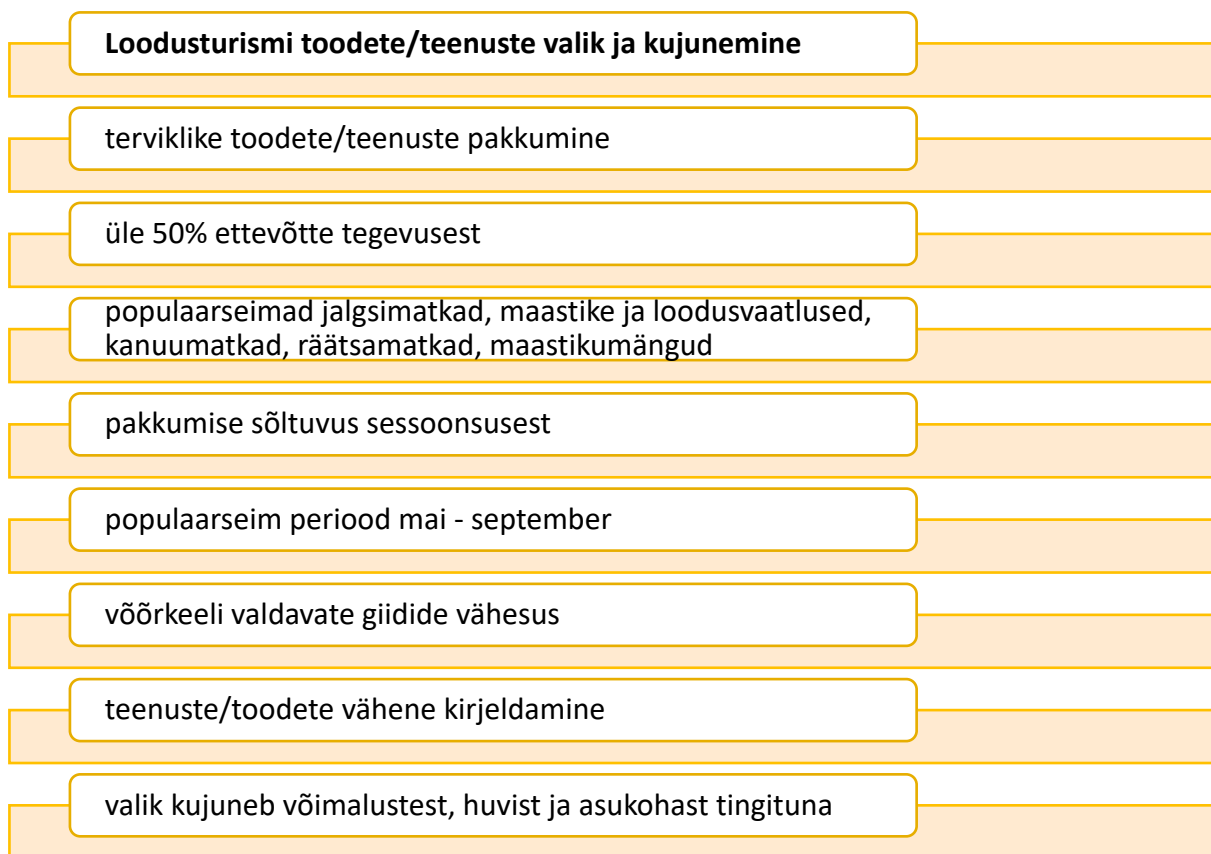 Loodusturismi toodete/teenuste valik ja kujunemine
terviklike toodete/teenuste pakkumine
üle 50% ettevõtte tegevusest
populaarseimad jalgsimatkad, maastike ja loodusvaatlused,
kanuumatkad, räätsamatkad, maastikumängud
pakkumise sõltuvus sessoonsusest
populaarseim periood mai - september
võõrkeeli valdavate giidide vähesus
teenuste/toodete vähene kirjeldamine
valik kujuneb võimalustest, huvist ja asukohast tingituna